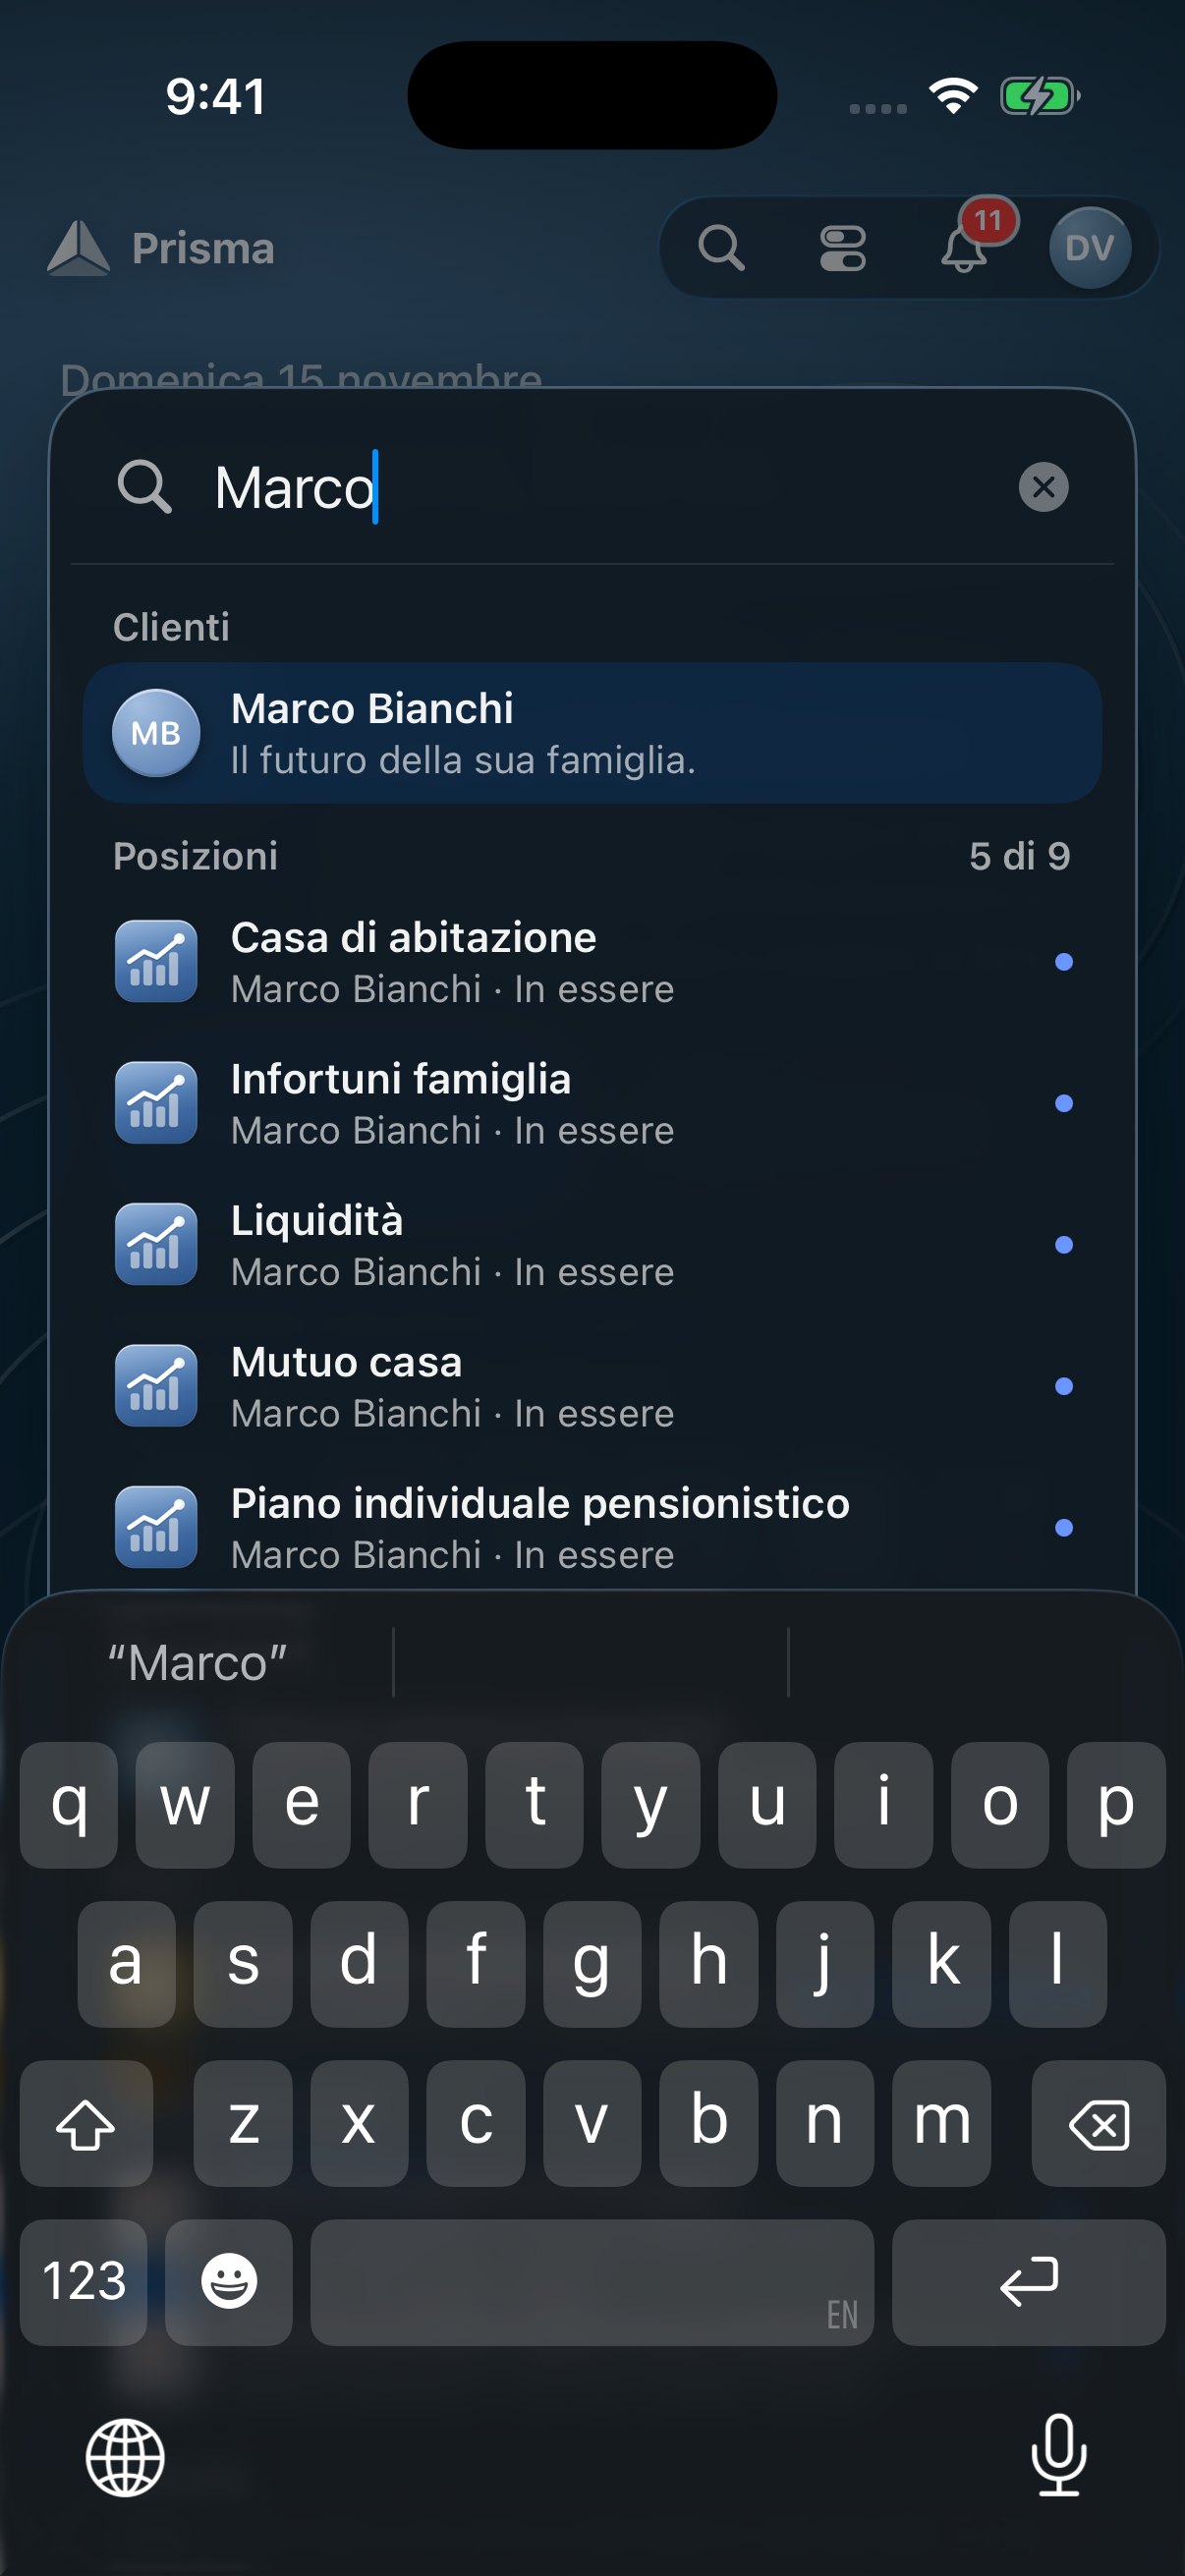 9:41
Prisma
11
DV
Domenica 15 novembre
Marco
Clienti
MB
Marco Bianchi
Il futuro della sua famiglia.
Posizioni
5 di 9
Casa di abitazione
Marco Bianchi · In essere
Infortuni famiglia
Marco Bianchi · In essere
Liquidità
Marco Bianchi · In essere
Mutuo casa
Marco Bianchi · In essere
Piano individuale pensionistico
Marco Bianchi · In essere
“Marco”
q w e r t y u i o p
a s d f g h j k l
z x c v b n m
123
EN